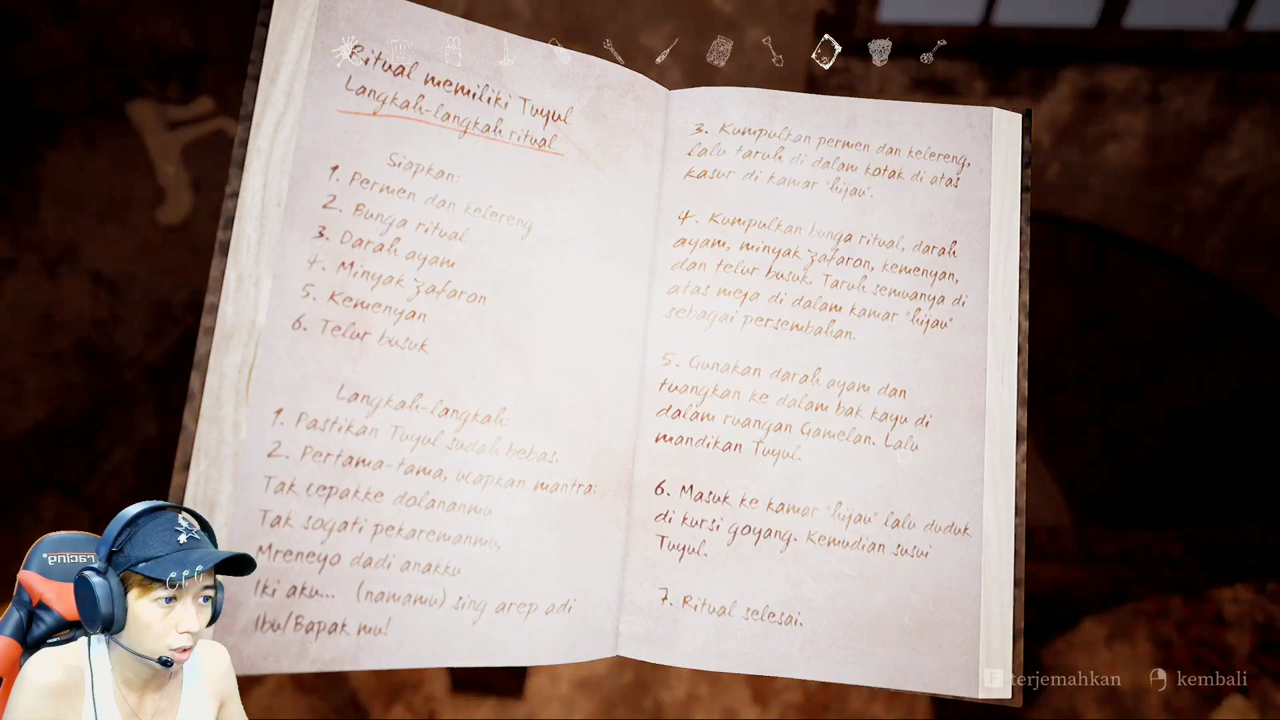 Ritual memiliki Tuyul
Langkah-langkah ritual
Siapkan:
1. Permen dan kelereng
2. Bunga ritual
3. Darah ayam
4. Minyak Zafaron
5. Kemenyan
6. Telur busuk
Langkah-langkah:
1. Pastikan Tuyul sudah bebas.
2. Pertama-tama, ucapkan mantra:
Tak cepakke dolananmu
Tak sogati pekaremanmu,
Mreneyo dadi anakku
Iki aku... (namamu) sing arep adi
Ibu/Bapak mu!
3. Kumpulkan permen dan kelereng,
lalu taruh di dalam kotak di atas
kasur di kamar "hijau".
4. Kumpulkan bunga ritual, darah
ayam, minyak zafaron, kemenyan,
dan telur busuk. Taruh semuanya di
atas meja di dalam kamar "hijau"
sebagai persembahan.
5. Gunakan darah ayam dan
tuangkan ke dalam bak kayu di
dalam ruangan Gamelan. Lalu
mandikan Tuyul.
6. Masuk ke kamar "hijau" lalu duduk
di kursi goyang. Kemudian susui
Tuyul.
7. Ritual selesai.
F terjemahkan
kembali
racing